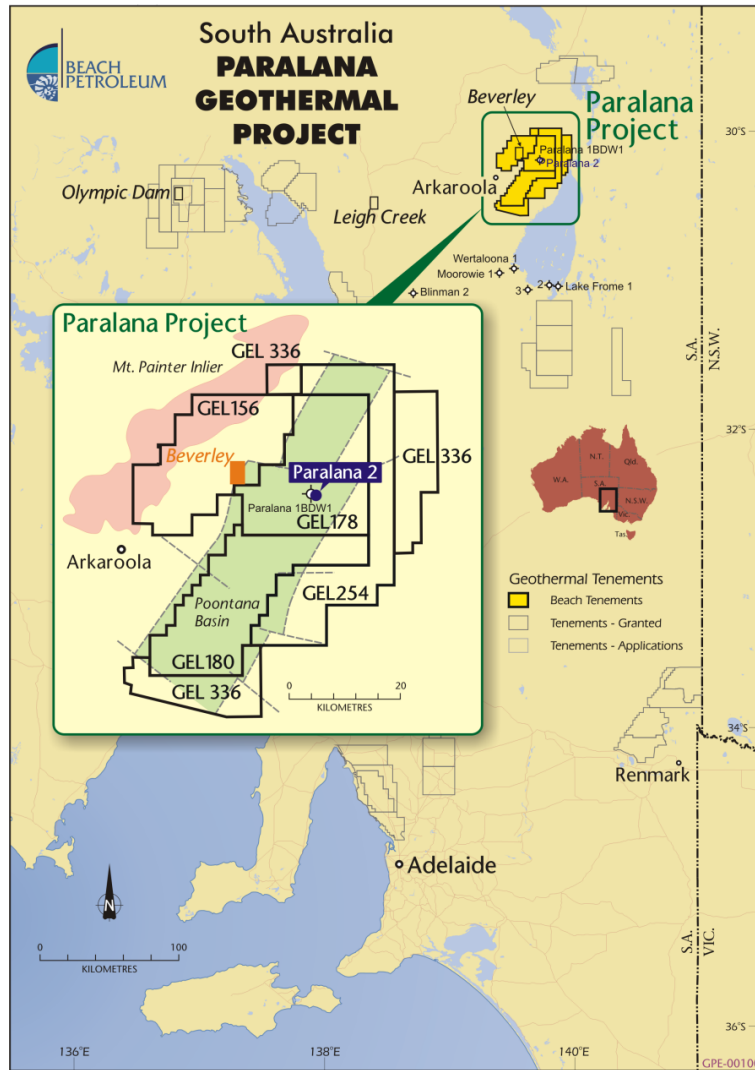 BEACH
PETROLEUM
South Australia
PARALANA
GEOTHERMAL
PROJECT
Beverley
Paralana
Project
30°S
Paralana 1BDW1
Paralana 2
Arkaroola
Olympic Dam
Leigh Creek
Wertaloona 1
Moorowie 1
Blinman 2
3
2
Lake Frome 1
S.A.
N.S.W.
Paralana Project
Mt. Painter Inlier
GEL 336
GEL156
Beverley
Paralana 2
GEL 336
Paralana 1BDW1
GEL178
Arkaroola
Poontana
Basin
GEL254
GEL180
GEL 336
0 20
KILOMETRES
32°S
N.T.
Qld.
W.A.
S.A.
N.S.W.
Vic.
Tas.
Geothermal Tenements
Beach Tenements
Tenements - Granted
Tenements - Applications
34°S
Renmark
Adelaide
N
0 100
KILOMETRES
S.A.
VIC.
36°S
136°E
138°E
140°E
GPE-00100